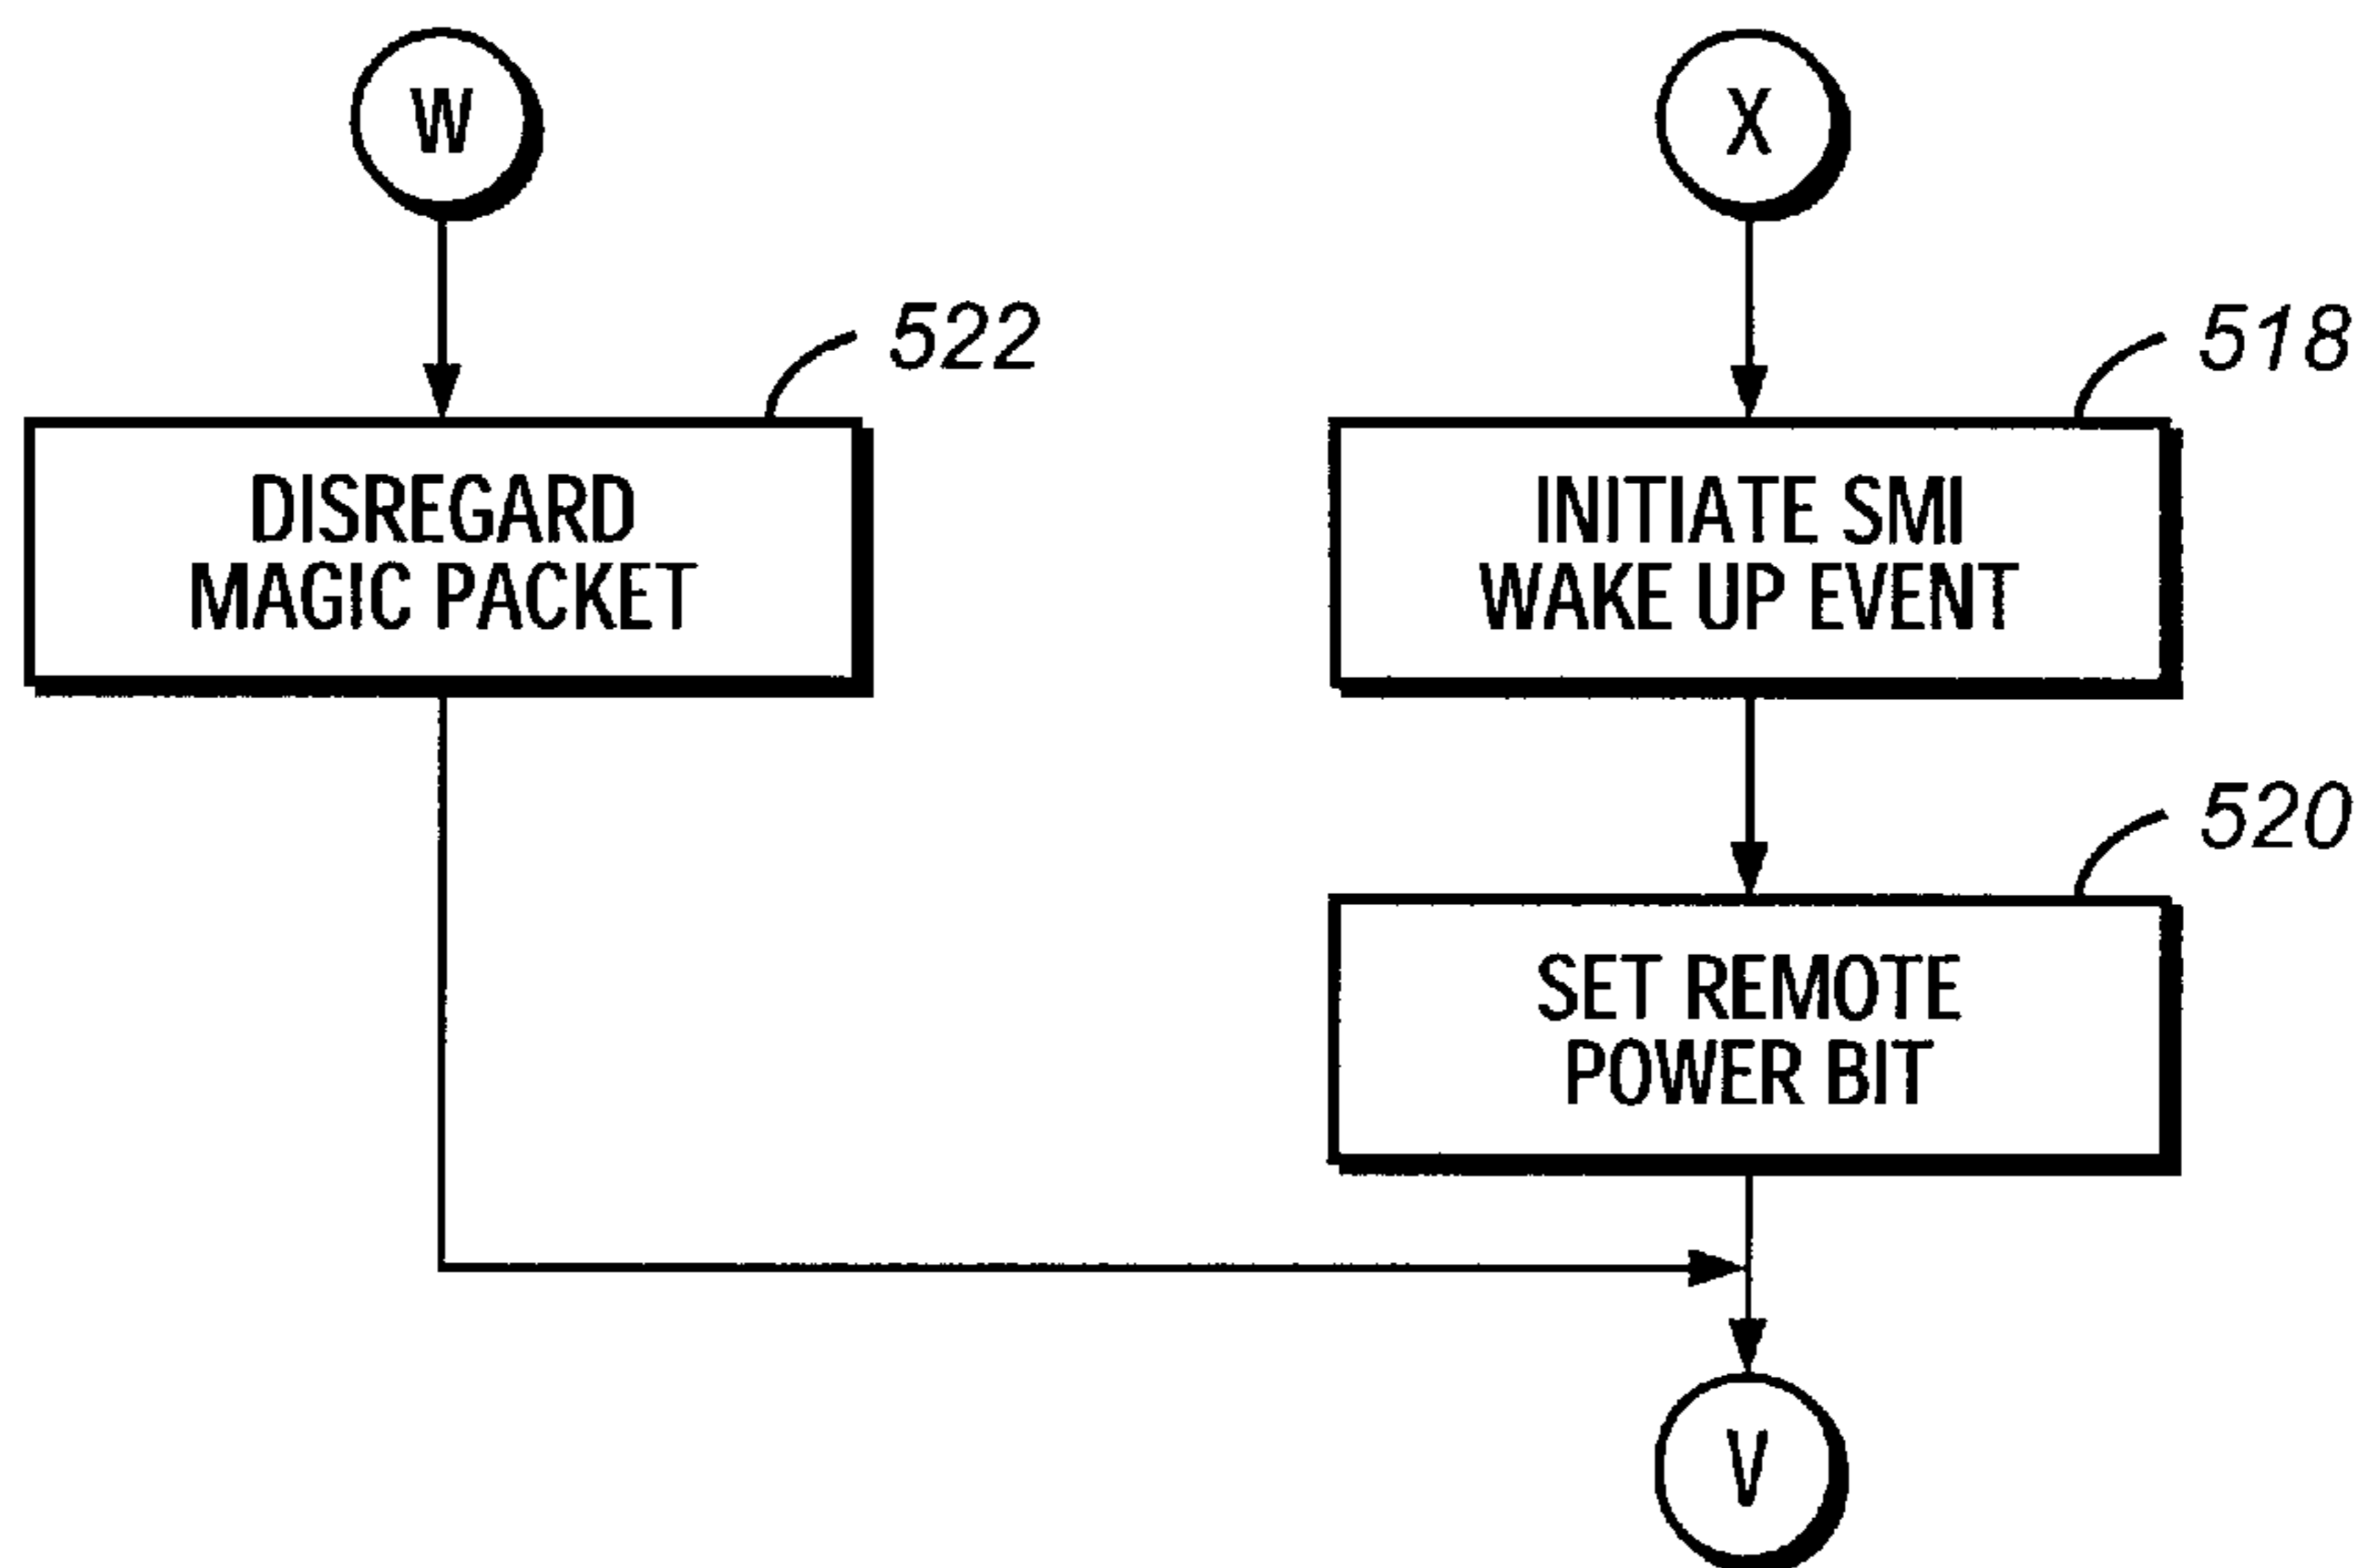 W
X
522
518
DISREGARD
MAGIC PACKET
INITIATE SMI
WAKE UP EVENT
520
SET REMOTE
POWER BIT
V